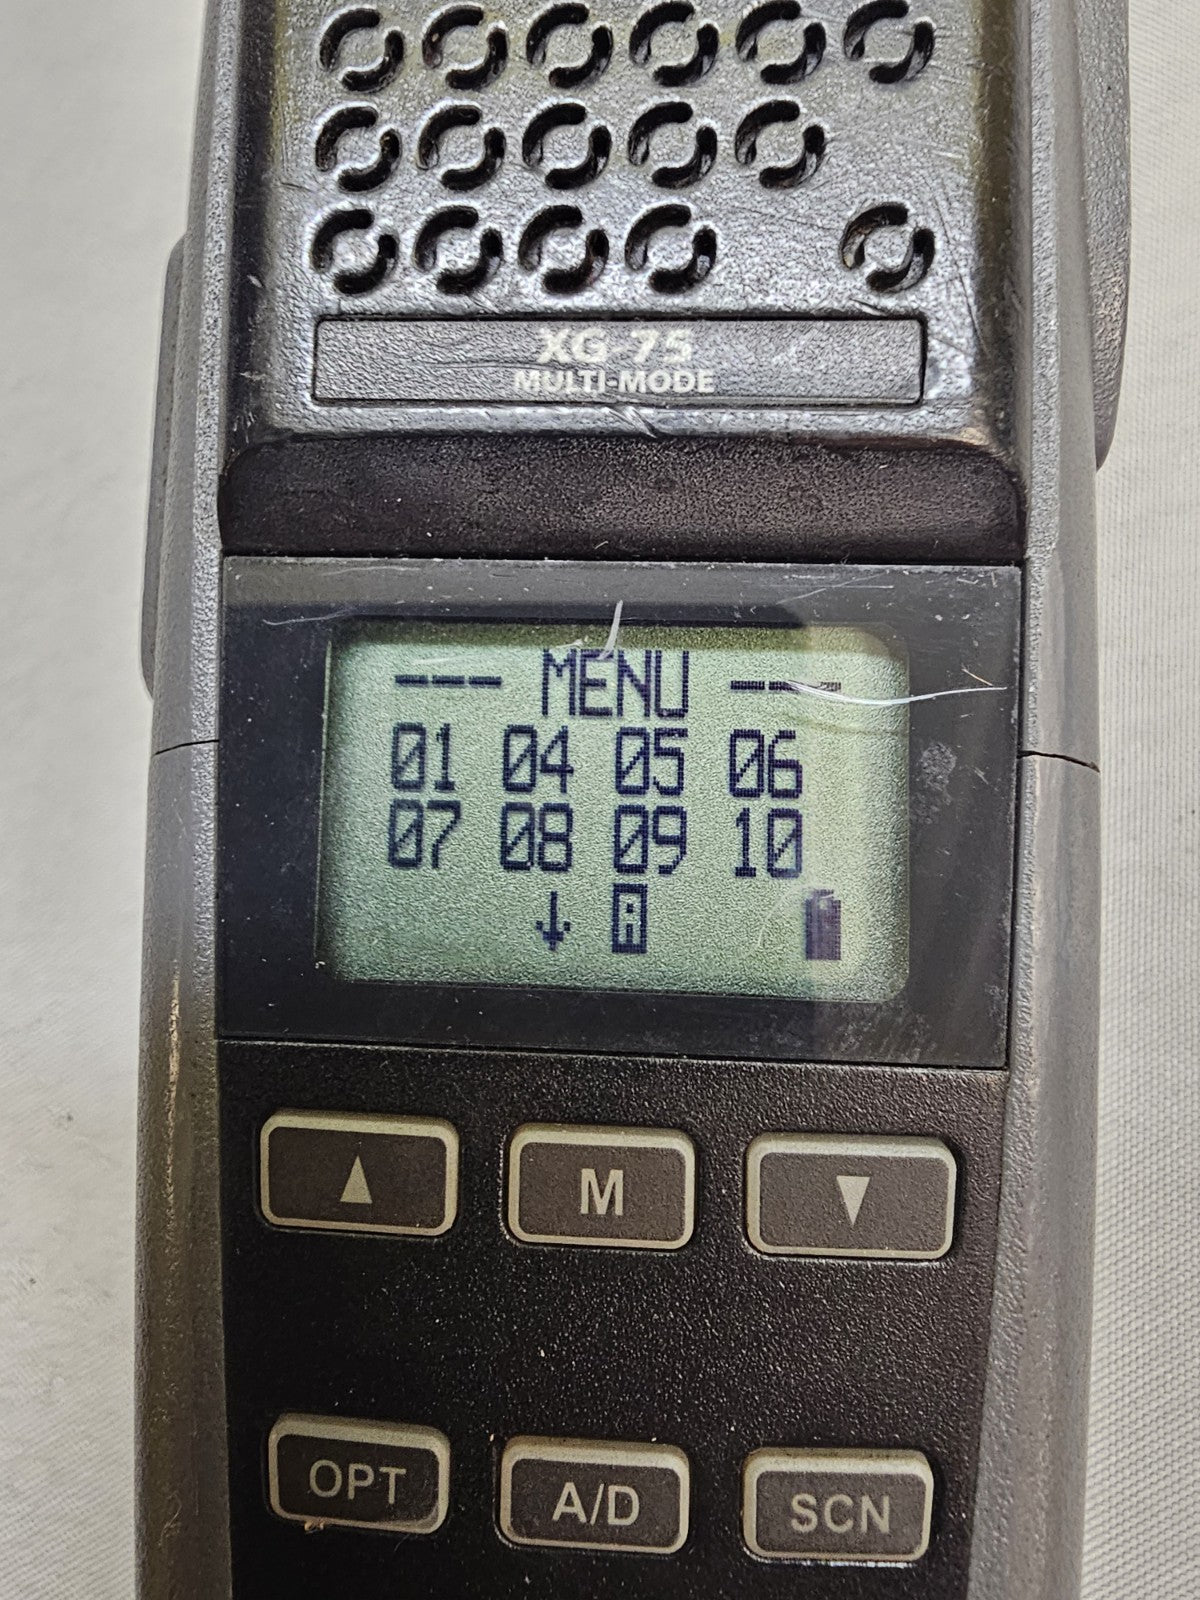 XG-75
MULTI-MODE
--- MENU ---
01 04 05 06
07 08 09 10
↓ A
▲ M ▼
OPT A/D SCN